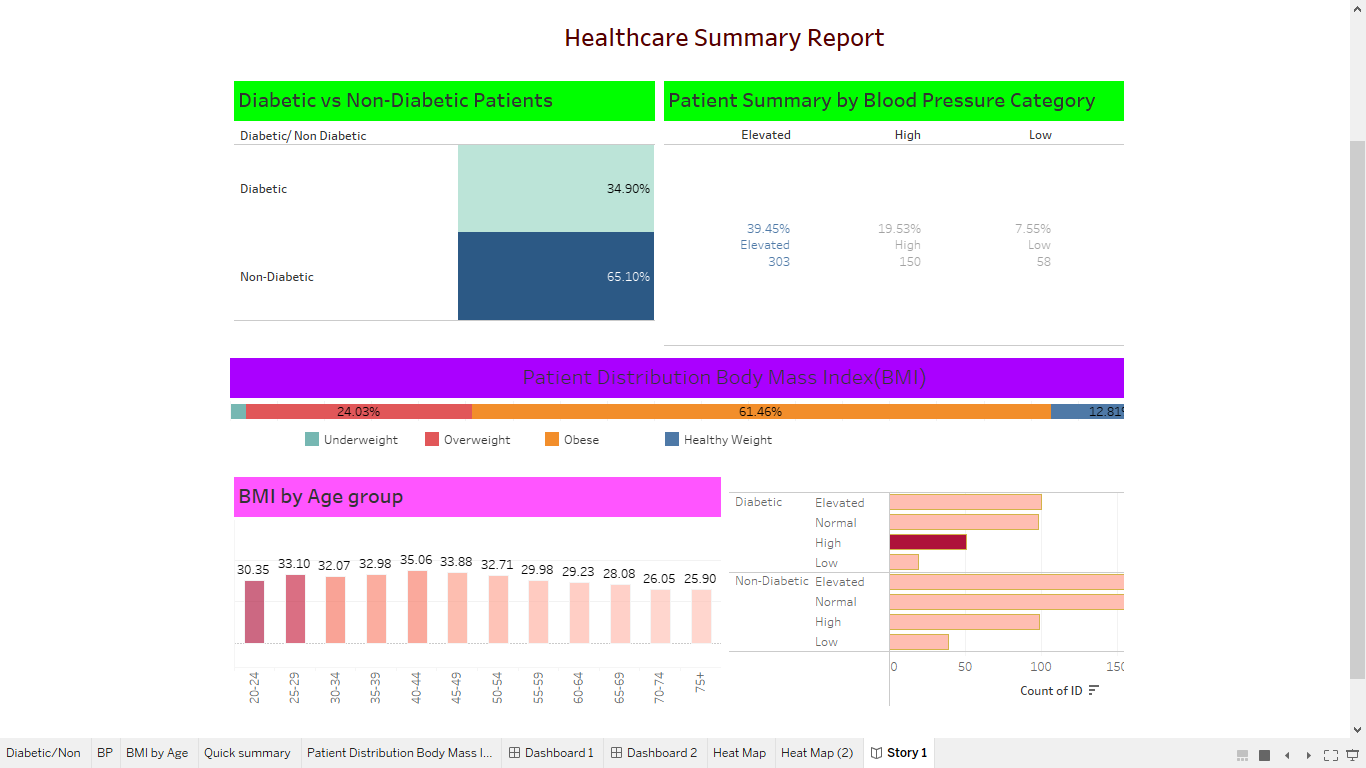 Healthcare Summary Report
Diabetic vs Non-Diabetic Patients
Diabetic/ Non Diabetic
Diabetic
34.90%
Non-Diabetic
65.10%
Patient Summary by Blood Pressure Category
Elevated High Low
39.45% 19.53% 7.55%
Elevated High Low
303 150 58
Patient Distribution Body Mass Index(BMI)
24.03% 61.46% 12.81%
Underweight Overweight Obese Healthy Weight
BMI by Age group
30.35 33.10 32.07 32.98 35.06 33.88 32.71 29.98 29.23 28.08 26.05 25.90
20-24 25-29 30-34 35-39 40-44 45-49 50-54 55-59 60-64 65-69 70-74 75+
Diabetic Elevated
Normal
High
Low
Non-Diabetic Elevated
Normal
High
Low
0 50 100 150
Count of ID
Diabetic/Non BP BMI by Age Quick summary Patient Distribution Body Mass I... Dashboard 1 Dashboard 2 Heat Map Heat Map (2) Story 1